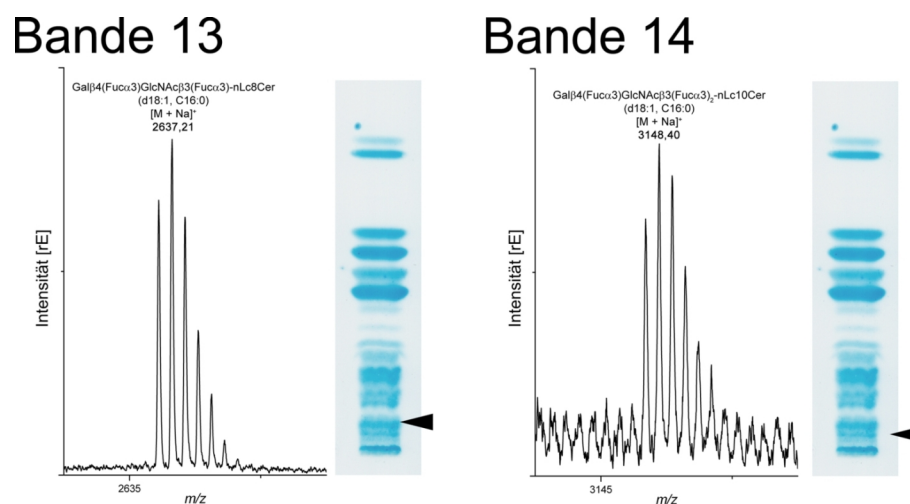 Bande 13
Galβ4(Fucα3)GlcNAcβ3(Fucα3)-nLc8Cer
(d18:1, C16:0)
[M + Na]⁺
2637,21
Intensität [rE]
2635
m/z
Bande 14
Galβ4(Fucα3)GlcNAcβ3(Fucα3)₂-nLc10Cer
(d18:1, C16:0)
[M + Na]⁺
3148,40
Intensität [rE]
3145
m/z